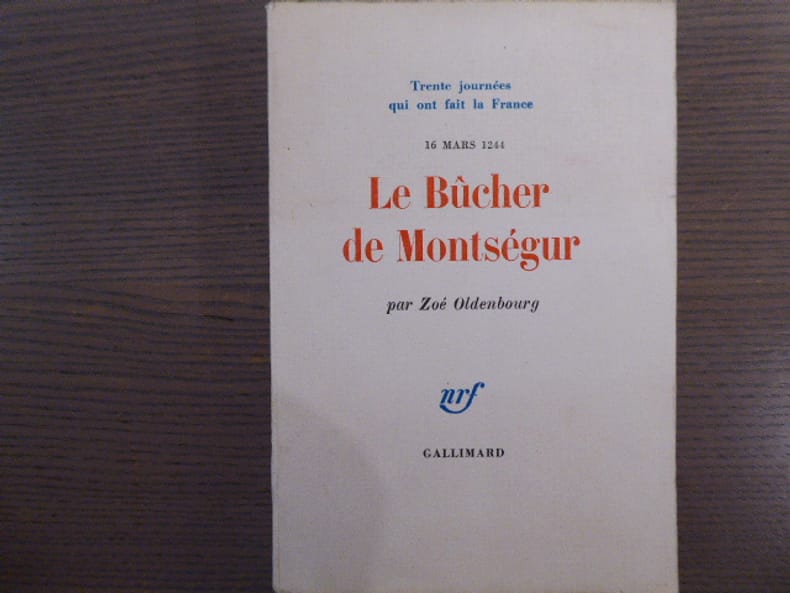 Trente journées
qui ont fait la France
16 MARS 1244
Le Bûcher
de Montségur
par Zoé Oldenbourg
nrf
GALLIMARD